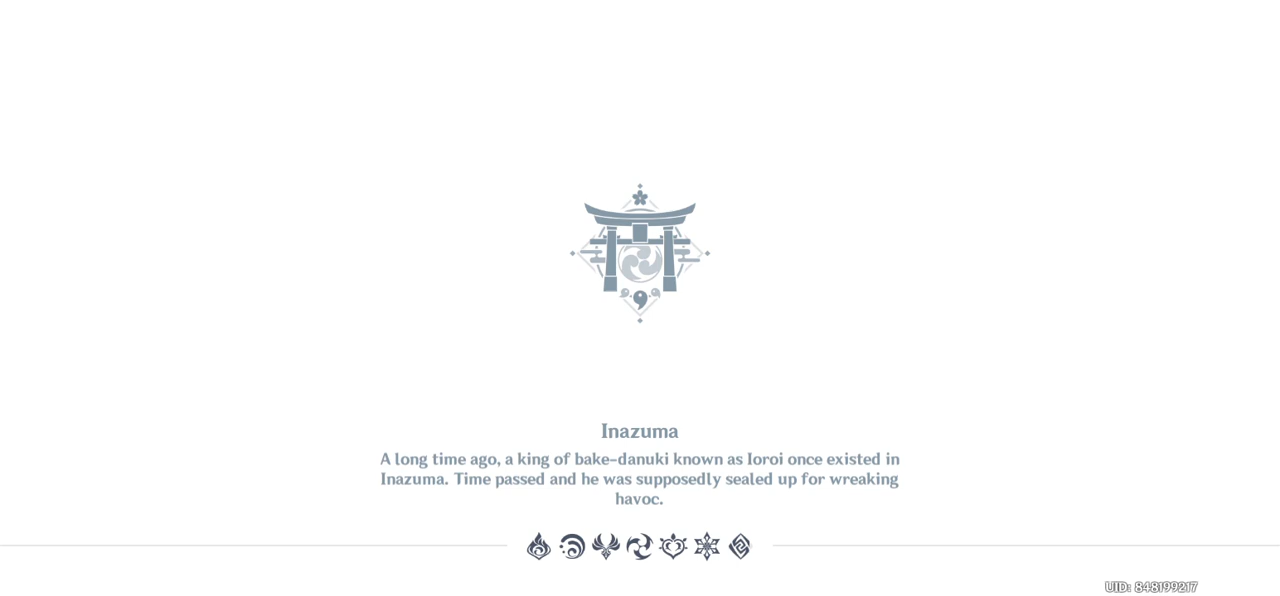 Inazuma
A long time ago, a king of bake-danuki known as Ioroi once existed in
Inazuma. Time passed and he was supposedly sealed up for wreaking
havoc.
UID: 848199217